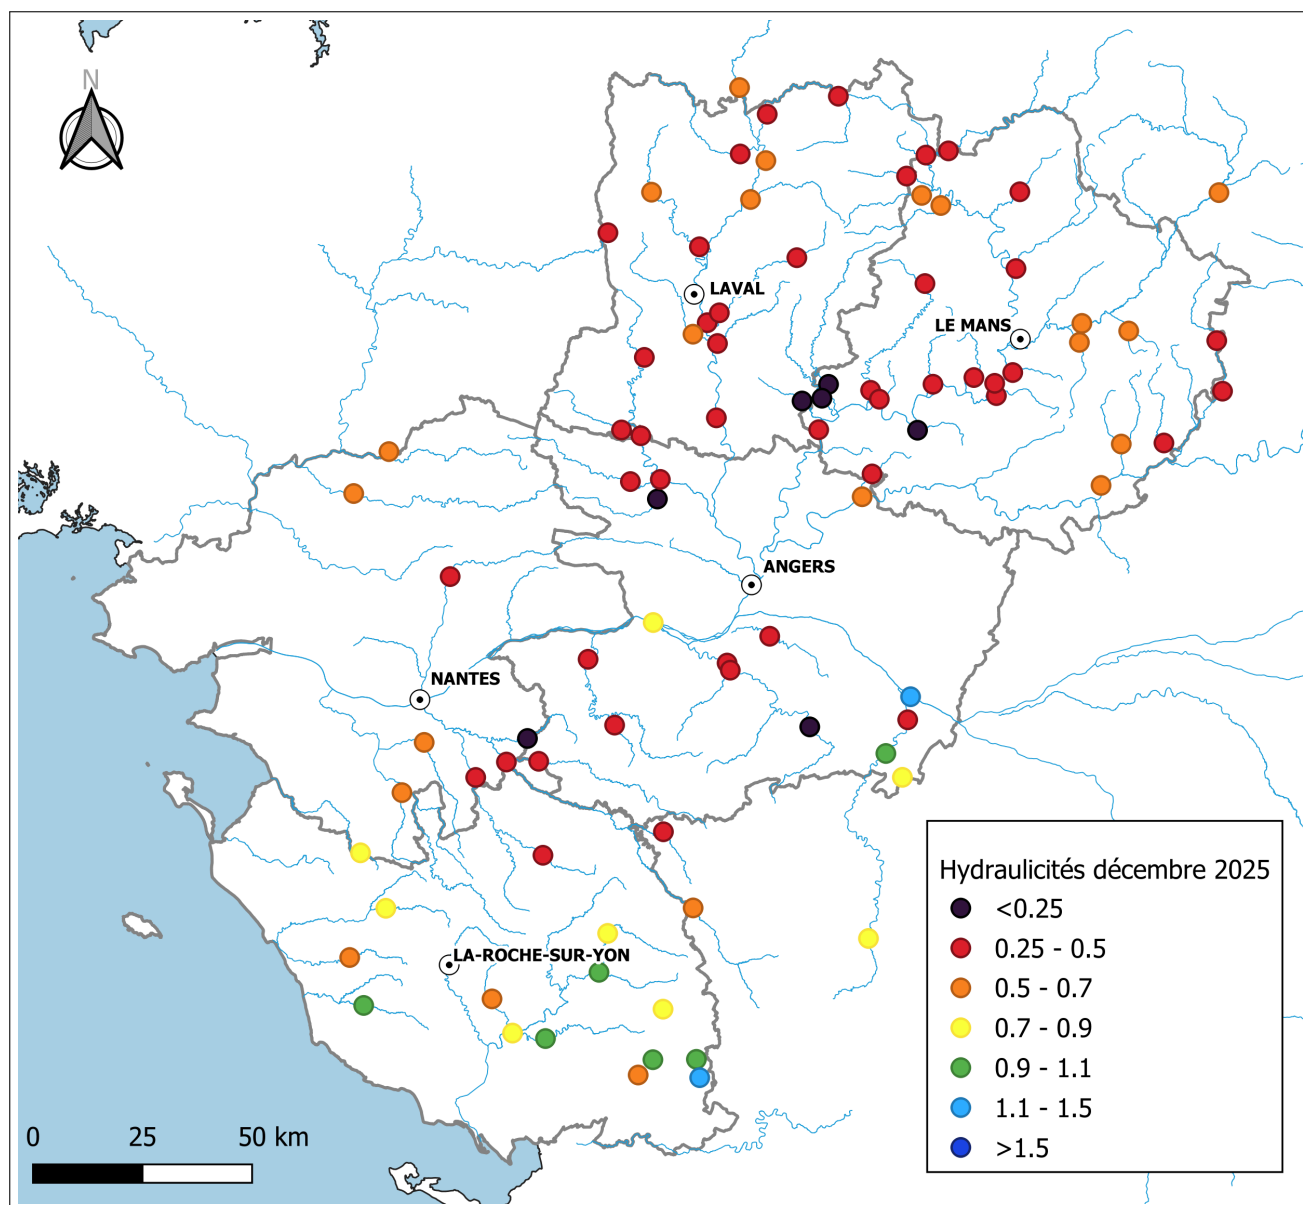 N
LAVAL
LE MANS
ANGERS
NANTES
LA-ROCHE-SUR-YON
Hydraulicités décembre 2025
<0.25
0.25 - 0.5
0.5 - 0.7
0.7 - 0.9
0.9 - 1.1
1.1 - 1.5
>1.5
0 25 50 km